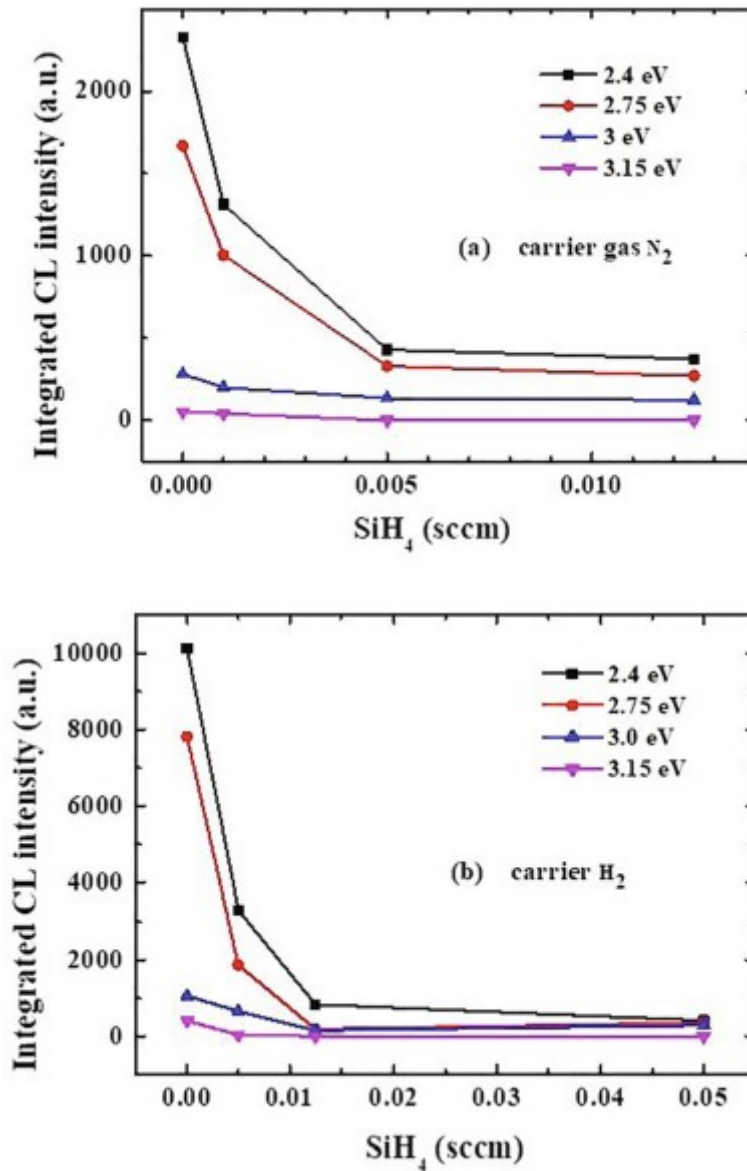 Integrated CL intensity (a.u.)
2000
1000
0
2.4 eV
2.75 eV
3 eV
3.15 eV
(a) carrier gas N₂
0.000 0.005 0.010
SiH₄ (sccm)
Integrated CL intensity (a.u.)
10000
8000
6000
4000
2000
0
2.4 eV
2.75 eV
3.0 eV
3.15 eV
(b) carrier H₂
0.00 0.01 0.02 0.03 0.04 0.05
SiH₄ (sccm)